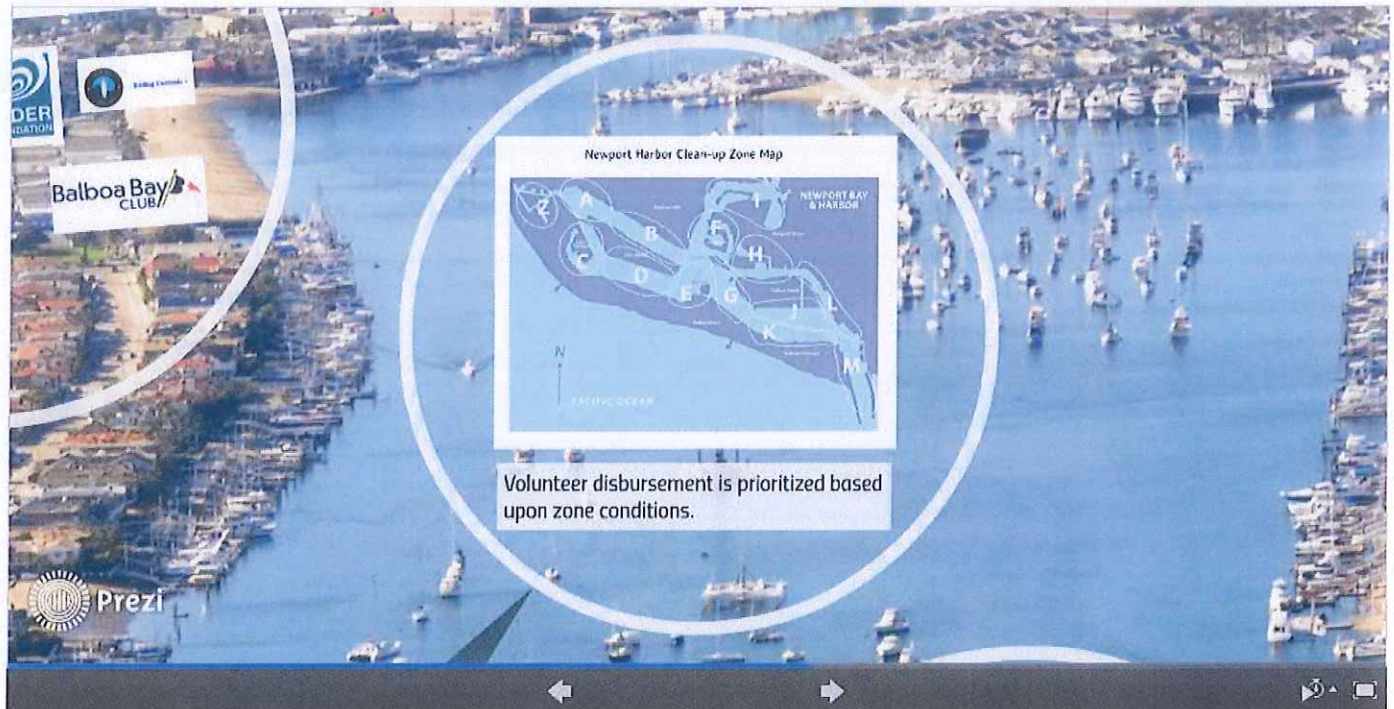 DER
NDATION
Balboa Bay
CLUB
Newport Harbor Clean-up Zone Map
NEWPORT BAY
& HARBOR
Z
A
B
C
D
F
G
H
I
J
K
L
M
N
PACIFIC OCEAN
Volunteer disbursement is prioritized based
upon zone conditions.
Prezi